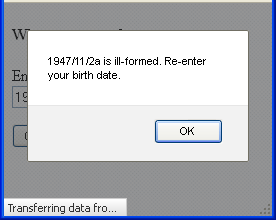 1947/11/2a is ill-formed. Re-enter
your birth date.
OK
Transferring data fro...